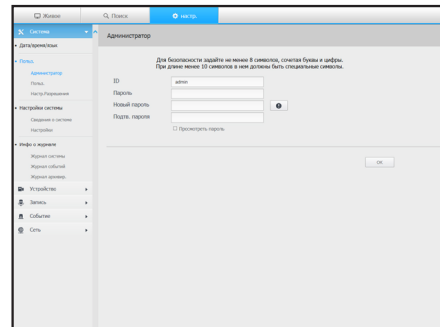 Живое
Поиск
настр.
Система
Администратор
Дата/время/язык
Для безопасности задайте не менее 8 символов, сочетая буквы и цифры.
При длине менее 10 символов в нем должны быть специальные символы.
Польз.
Администратор
Польз.
Настр.Разрешения
ID
admin
Пароль
Новый пароль
Подтв. пароля
Просмотреть пароль
Настройки системы
Сведения о системе
Настройки
Инфо о журнале
Журнал системы
Журнал событий
Журнал архивир.
OK
Устройство
Запись
Событие
Сеть